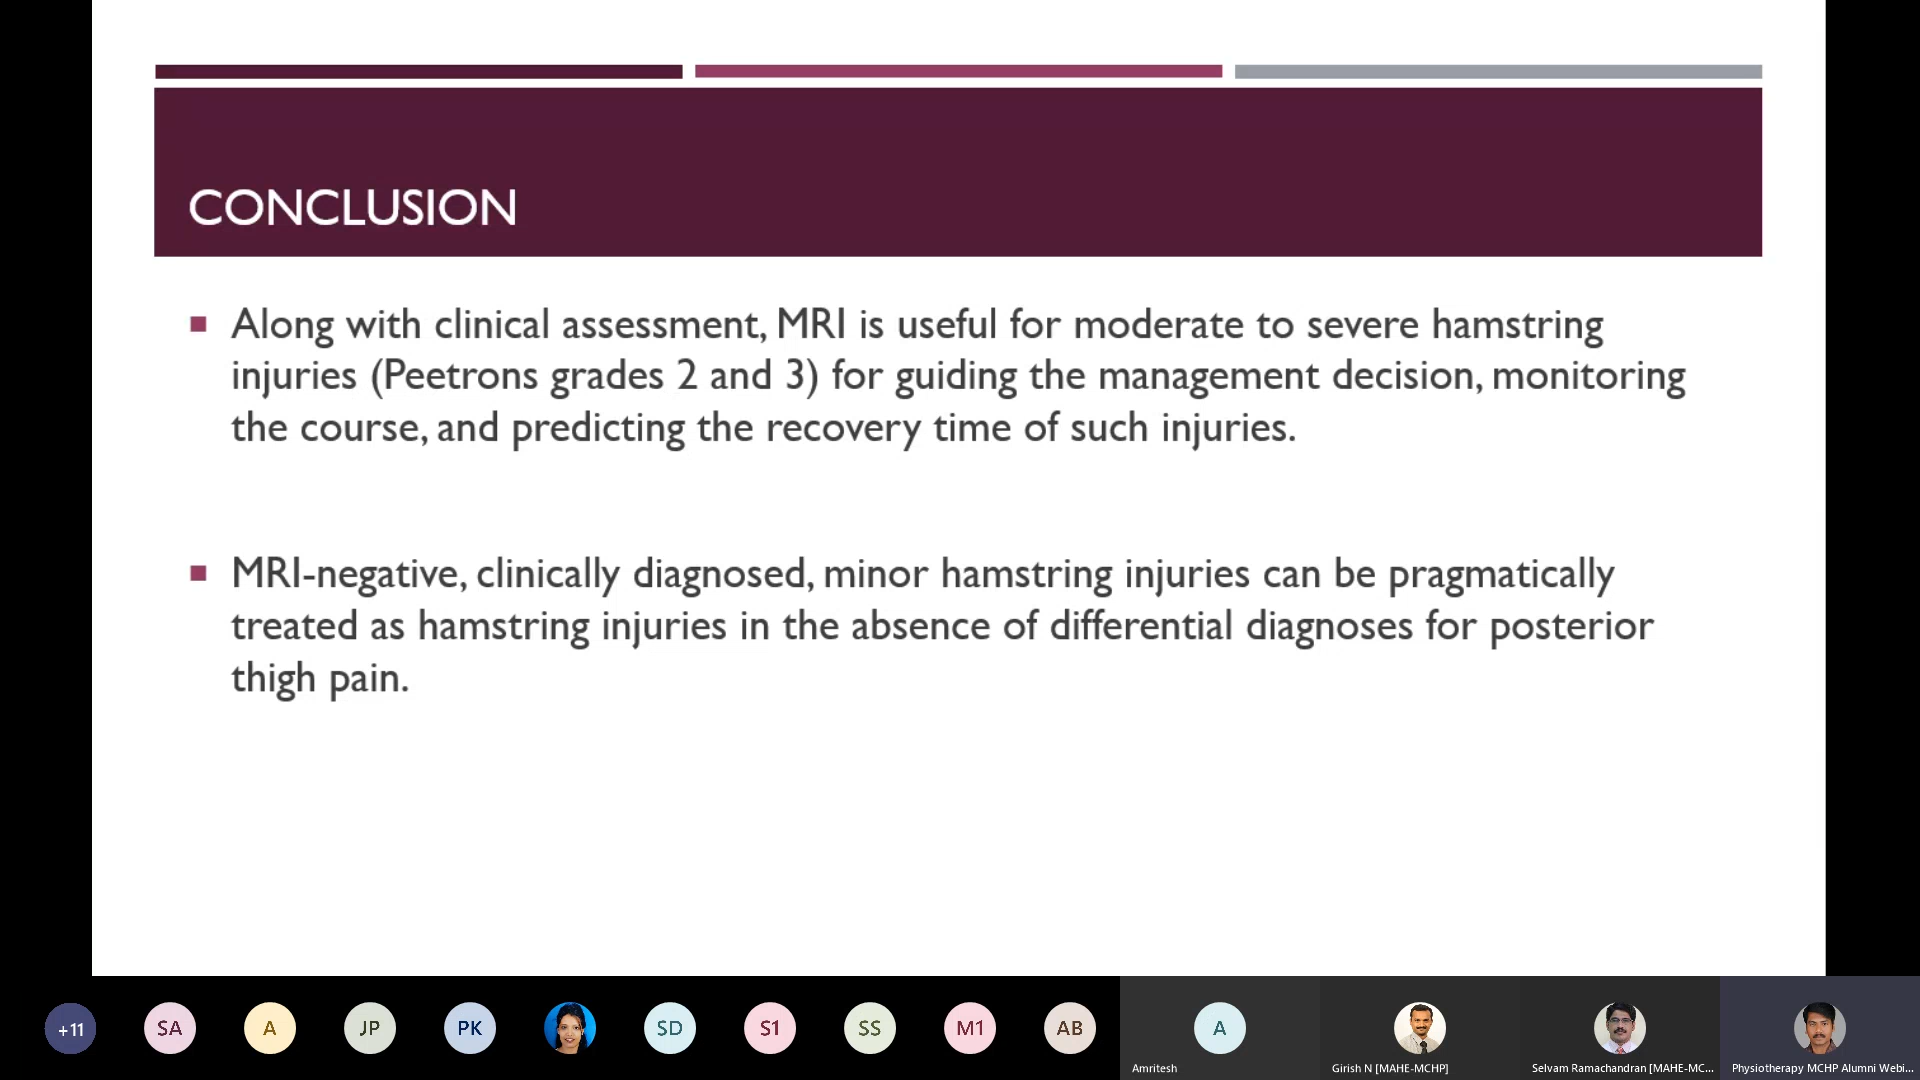 CONCLUSION
Along with clinical assessment, MRI is useful for moderate to severe hamstring
injuries (Peetrons grades 2 and 3) for guiding the management decision, monitoring
the course, and predicting the recovery time of such injuries.
MRI-negative, clinically diagnosed, minor hamstring injuries can be pragmatically
treated as hamstring injuries in the absence of differential diagnoses for posterior
thigh pain.
+11
SA
A
JP
PK
SD
S1
SS
M1
AB
A
Amritesh
Girish N [MAHE-MCHP]
Selvam Ramachandran [MAHE-MC...
Physiotherapy MCHP Alumni Webi...